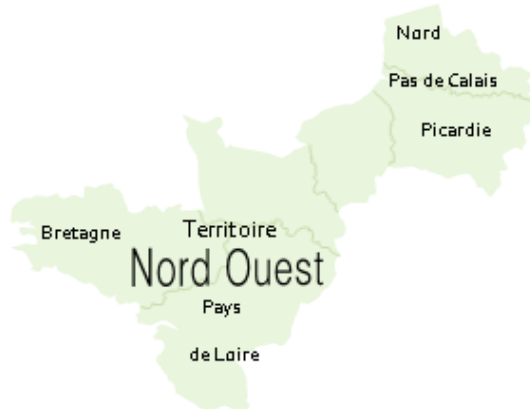 Nord
Pas de Calais
Picardie
Bretagne
Territoire
Nord Ouest
Pays
de Loire